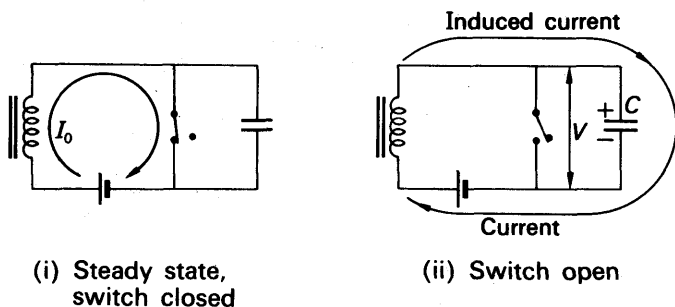 Induced current
I₀
+
C
V
−
Current
(i) Steady state,
switch closed
(ii) Switch open